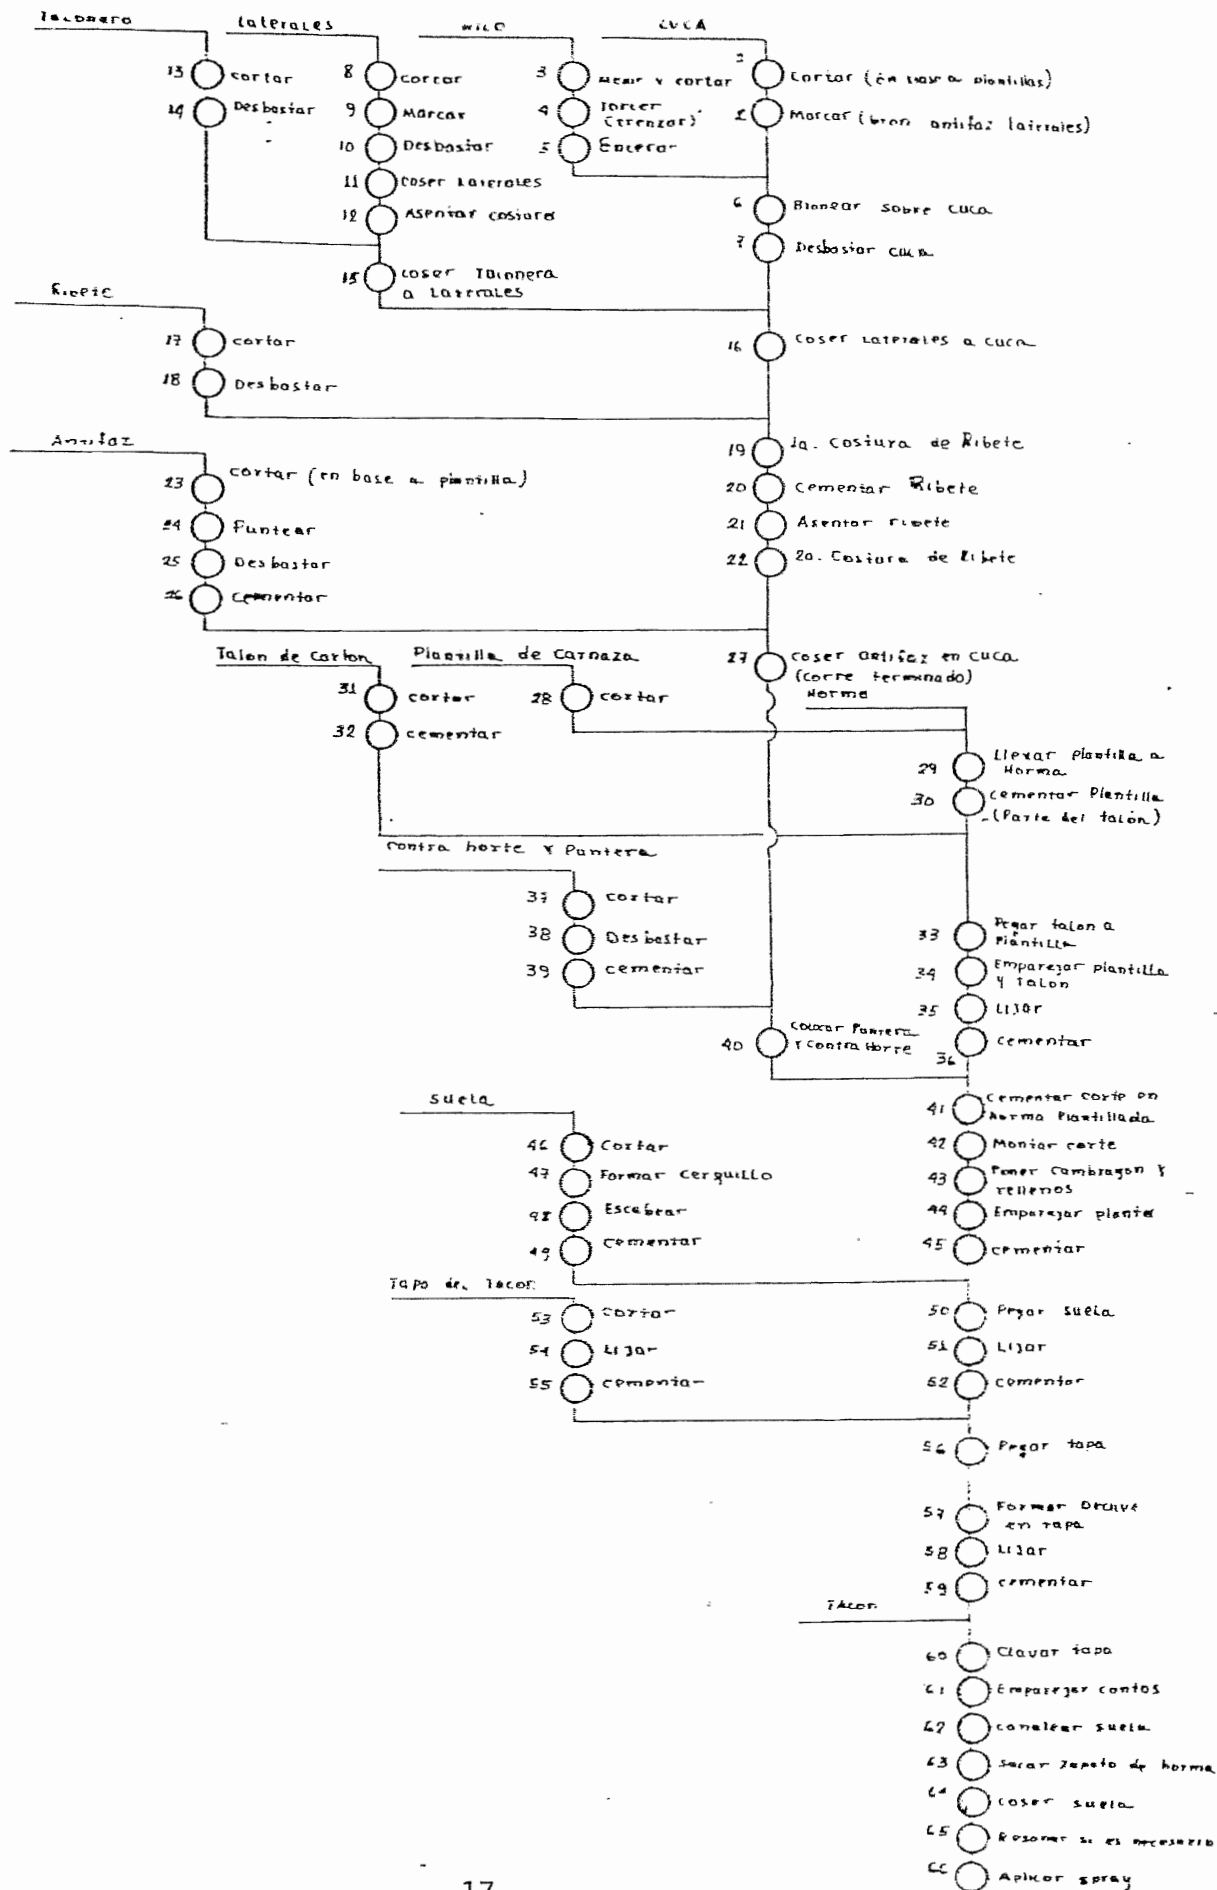 Laterales
HILO
CUCA
13 cortar
14 Desbastar
8 cortar
9 Marcar
10 Desbastar
11 coser Laterales
12 Asentar costura
3 Medir y cortar
4 Torcer
(Trenzar)
5 Encerar
Cortar (en base a plantillas)
2 Marcar ( antifaz laterales)
6 sobre cuca
7 Desbastar cuca
15 coser Talonera
a Laterales
Ribete
17 cortar
18 Desbastar
16 coser Laterales a cuca
Antifaz
23 cortar (en base a plantilla)
24 Puntear
25 Desbastar
26 cementar
19 1a. Costura de Ribete
20 Cementar Ribete
21 Asentar ribete
22 2a. Costura de Ribete
Talon de Carton
31 cortar
32 cementar
Plantilla de Carnaza
28 cortar
27 coser antifaz en cuca
(corte terminado)
Horma
29 Llevar plantilla a
Horma
30 cementar Plantilla
(Parte del talón)
contra horte y Puntera
37 cortar
38 Desbastar
39 cementar
33 Pegar talon a
Plantilla
34 Emparejar plantilla
y Talon
35 Lijar
36 cementar
40 Colocar Puntera
y Contra Horte
41 Cementar corte en
Horma Plantillada
42 Montar corte
43 Poner cambragon y
rellenos
44 Emparejar planta
45 cementar
Suela
46 Cortar
47 Formar Cerquillo
48
49 Cementar
50 Pegar suela
51 Lijar
52 cementar
Tapa de Tacon
53 Cortar
54 Lijar
55 cementar
56 Pegar tapa
57 Formar
en tapa
58 Lijar
59 cementar
Tacon
60 Clavar tapa
61 Emparejar cantos
62 canalear suela
63 Sacar zapato de horma
64 coser suela
65 si es necesario
66 Aplicar spray
17